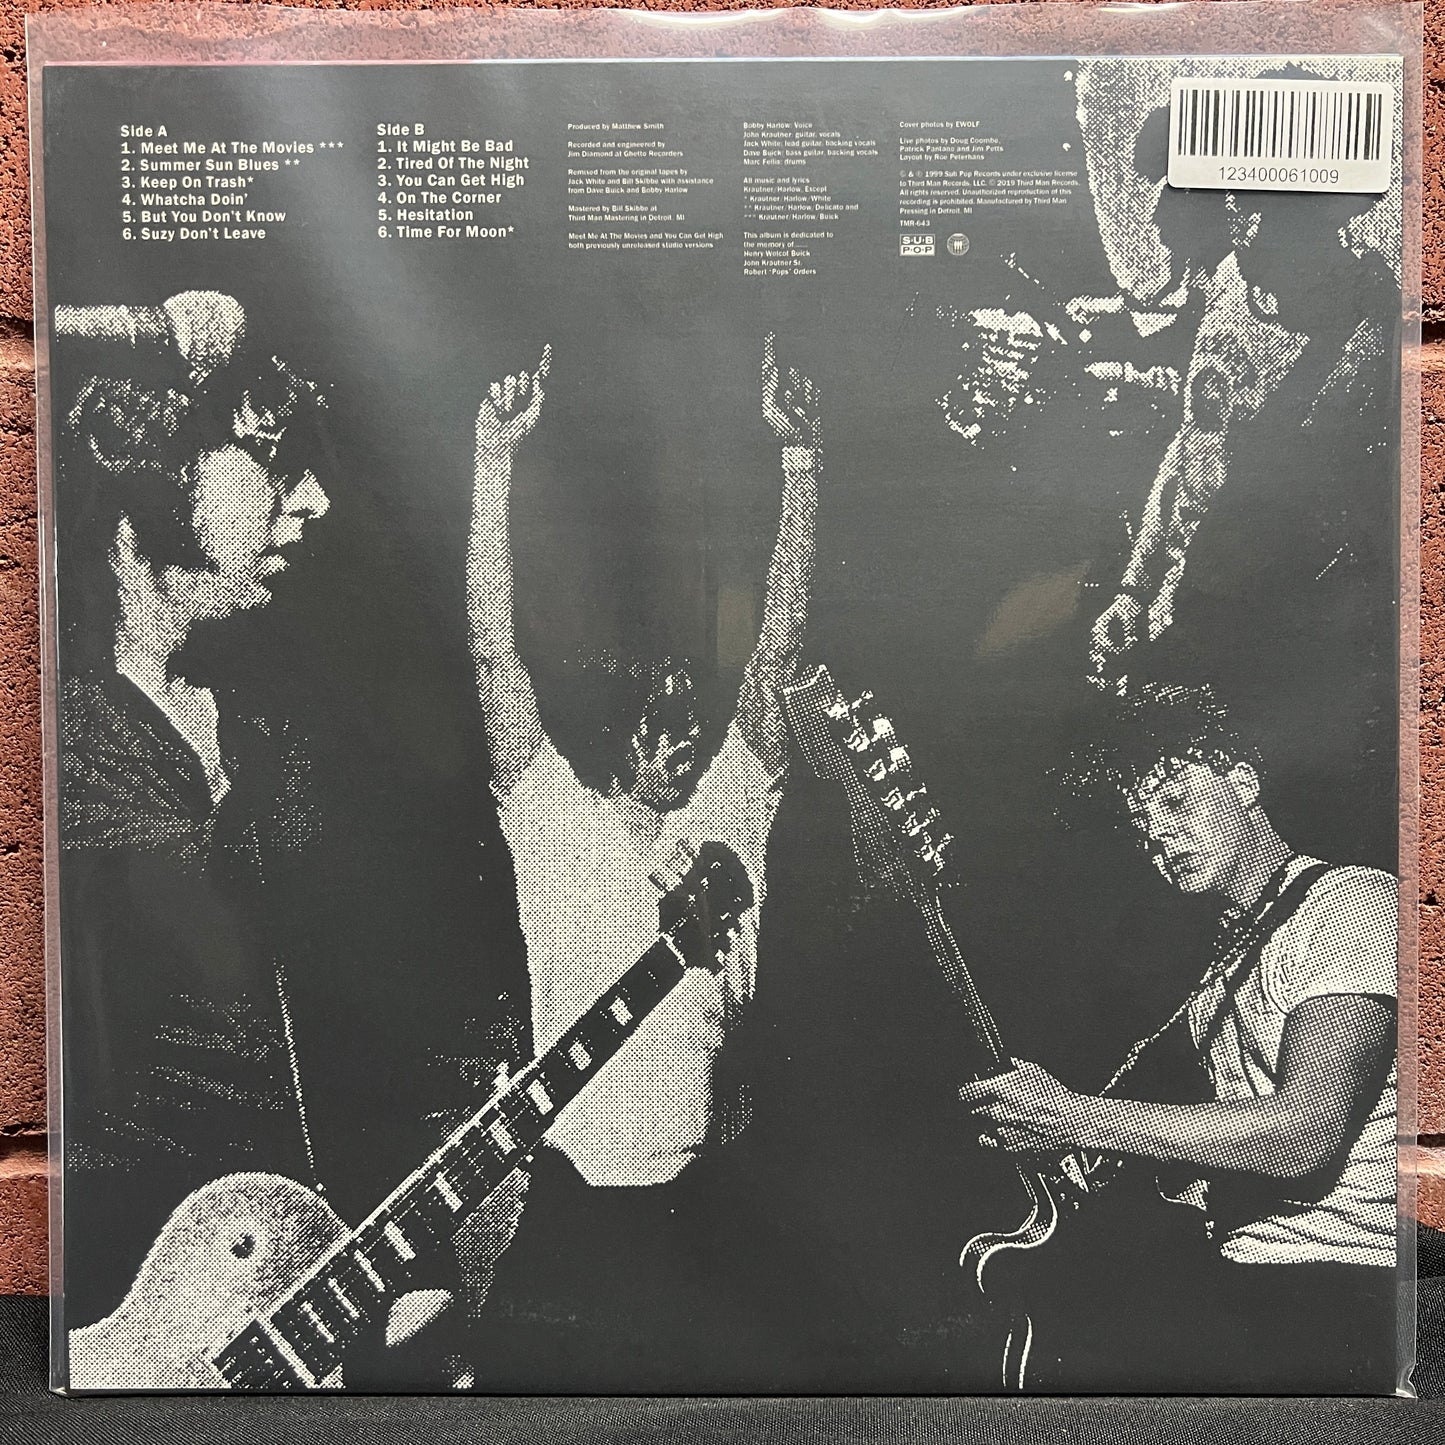 Side A
1. Meet Me At The Movies ***
2. Summer Sun Blues **
3. Keep On Trash*
4. Whatcha Doin'
5. But You Don't Know
6. Suzy Don't Leave
Side B
1. It Might Be Bad
2. Tired Of The Night
3. You Can Get High
4. On The Corner
5. Hesitation
6. Time For Moon*
Produced by Matthew Smith
Recorded and engineered by
Jim Diamond at Ghetto Recorders
Remixed from the original tapes by
Jack White and Bill Skibbe with assistance
from Dave Buick and Bobby Harlow
Mastered by Bill Skibbe at
Third Man Mastering in Detroit, MI
Meet Me At The Movies and You Can Get High
both previously unreleased studio versions
Bobby Harlow: Voice
John Krautner: guitar, vocals
Jack White: lead guitar, backing vocals
Dave Buick: bass guitar, backing vocals
Marc Fellis: drums
All music and lyrics
Krautner/Harlow, Except
* Krautner/Harlow/White
** Krautner/Harlow/Delicato and
*** Krautner/Harlow/Buick
This album is dedicated to
the memory of......
Henry Wolcot Buick
John Krautner Sr.
Robert "Pops" Orders
Cover photos by EWOLF
Live photos by Doug Coombe,
Patrick Pantano and Jim Petts
Layout by Roe Peterhans
© & ℗ 1999 Sub Pop Records under exclusive license
to Third Man Records, LLC. © 2019 Third Man Records.
All rights reserved. Unauthorized reproduction of this
recording is prohibited. Manufactured by Third Man
Pressing in Detroit, MI
TMR-643
SUB
POP
123400061009